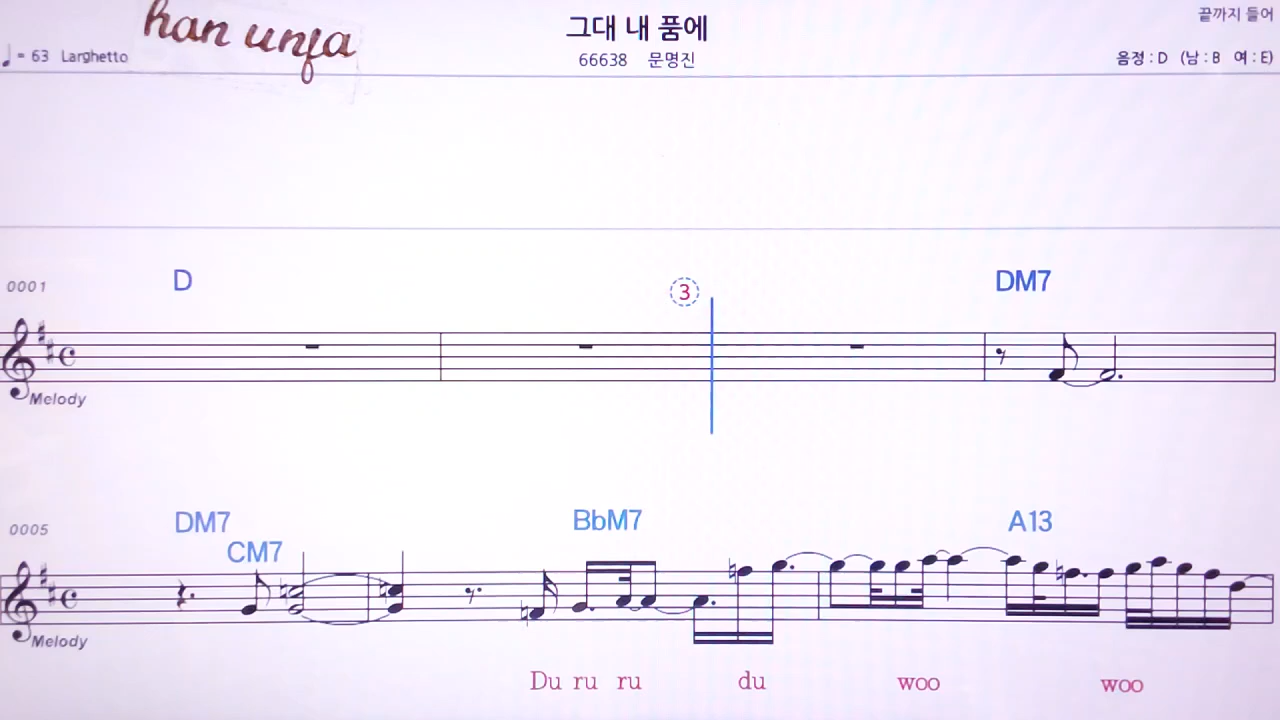 han unfa
그대 내 품에
끝까지 들어
♩= 63 Larghetto
66638 문명진
음정 : D (남 : B 여 : E)
0001
D
3
DM7
Melody
0005
DM7
CM7
BbM7
A13
Melody
Du ru ru du woo woo